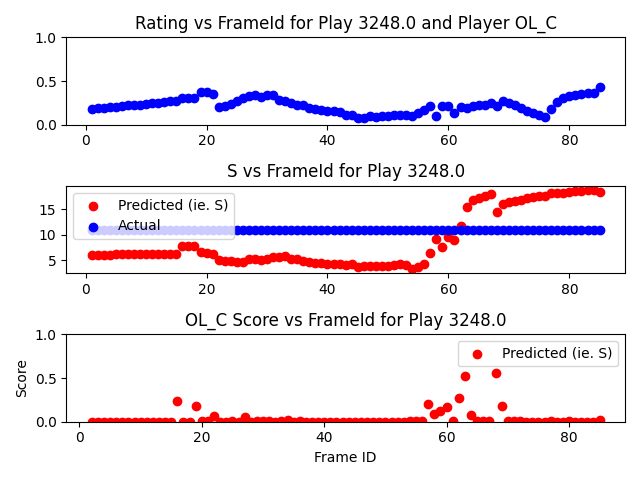 Rating vs FrameId for Play 3248.0 and Player OL_C
1.0
0.5
0.0
0 20 40 60 80
S vs FrameId for Play 3248.0
15
10
5
Predicted (ie. S)
Actual
0 20 40 60 80
OL_C Score vs FrameId for Play 3248.0
1.0
0.5
0.0
Score
Predicted (ie. S)
0 20 40 60 80
Frame ID